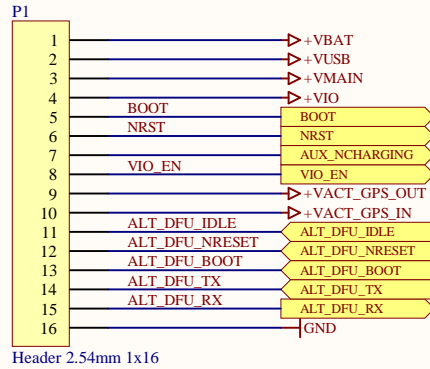 P1
1 +VBAT
2 +VUSB
3 +VMAIN
4 +VIO
5 BOOT BOOT
6 NRST NRST
7 AUX_NCHARGING
8 VIO_EN VIO_EN
9 +VACT_GPS_OUT
10 +VACT_GPS_IN
11 ALT_DFU_IDLE ALT_DFU_IDLE
12 ALT_DFU_NRESET ALT_DFU_NRESET
13 ALT_DFU_BOOT ALT_DFU_BOOT
14 ALT_DFU_TX ALT_DFU_TX
15 ALT_DFU_RX ALT_DFU_RX
16 GND
Header 2.54mm 1x16